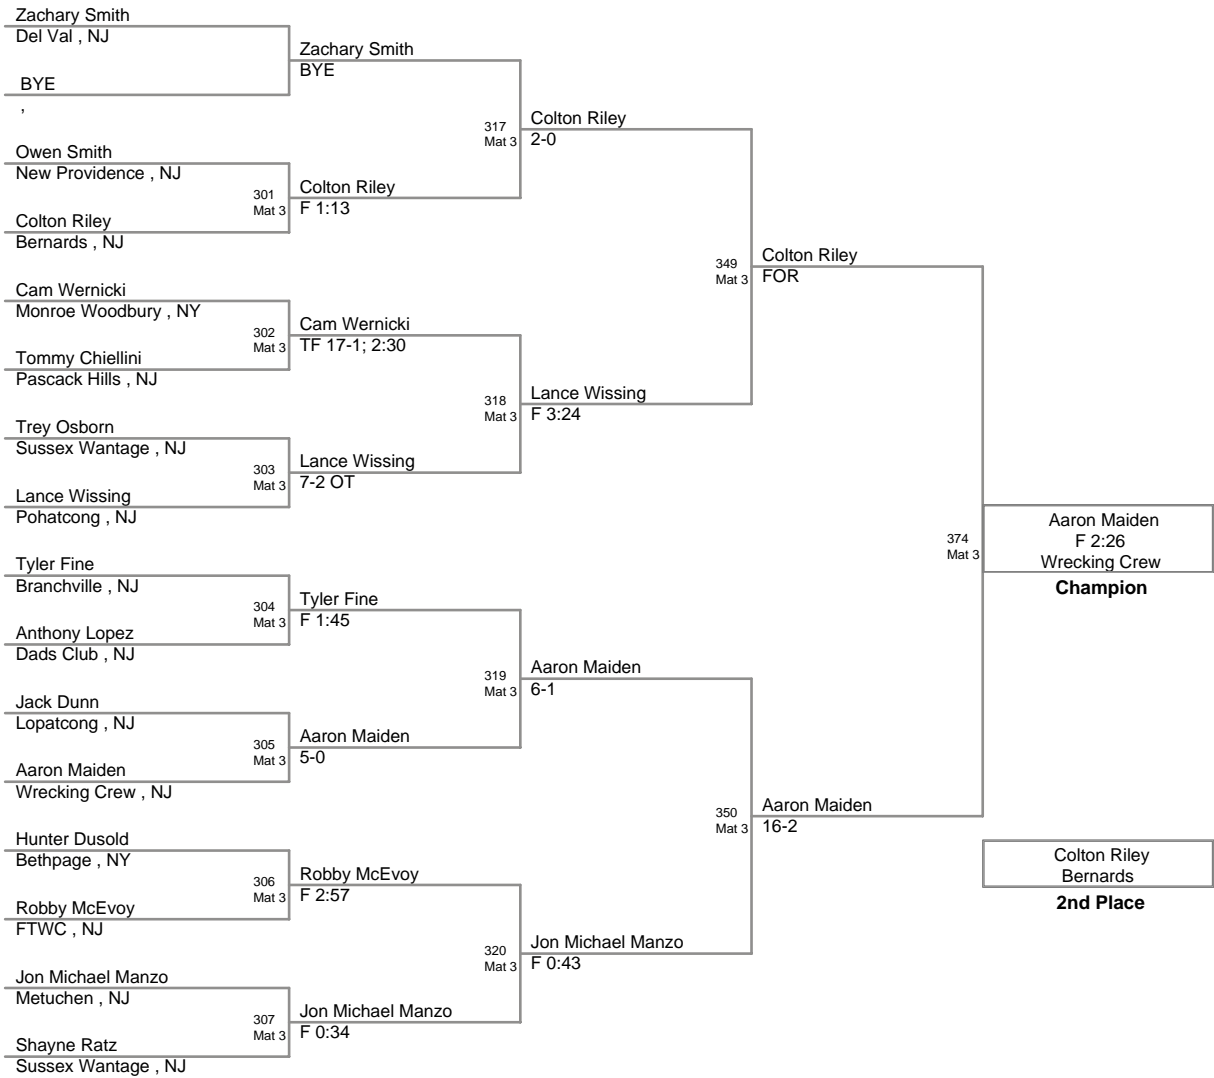 Zachary Smith
Del Val , NJ
BYE
,
Owen Smith
New Providence , NJ
Colton Riley
Bernards , NJ
Cam Wernicki
Monroe Woodbury , NY
Tommy Chiellini
Pascack Hills , NJ
Trey Osborn
Sussex Wantage , NJ
Lance Wissing
Pohatcong , NJ
Tyler Fine
Branchville , NJ
Anthony Lopez
Dads Club , NJ
Jack Dunn
Lopatcong , NJ
Aaron Maiden
Wrecking Crew , NJ
Hunter Dusold
Bethpage , NY
Robby McEvoy
FTWC , NJ
Jon Michael Manzo
Metuchen , NJ
Shayne Ratz
Sussex Wantage , NJ
301
Mat 3
302
Mat 3
303
Mat 3
304
Mat 3
305
Mat 3
306
Mat 3
307
Mat 3
Zachary Smith
BYE
Colton Riley
F 1:13
Cam Wernicki
TF 17-1; 2:30
Lance Wissing
7-2 OT
Tyler Fine
F 1:45
Aaron Maiden
5-0
Robby McEvoy
F 2:57
Jon Michael Manzo
F 0:34
317
Mat 3
318
Mat 3
319
Mat 3
320
Mat 3
Colton Riley
2-0
Lance Wissing
F 3:24
Aaron Maiden
6-1
Jon Michael Manzo
F 0:43
349
Mat 3
350
Mat 3
Colton Riley
FOR
Aaron Maiden
16-2
374
Mat 3
Aaron Maiden
F 2:26
Wrecking Crew
Champion
Colton Riley
Bernards
2nd Place